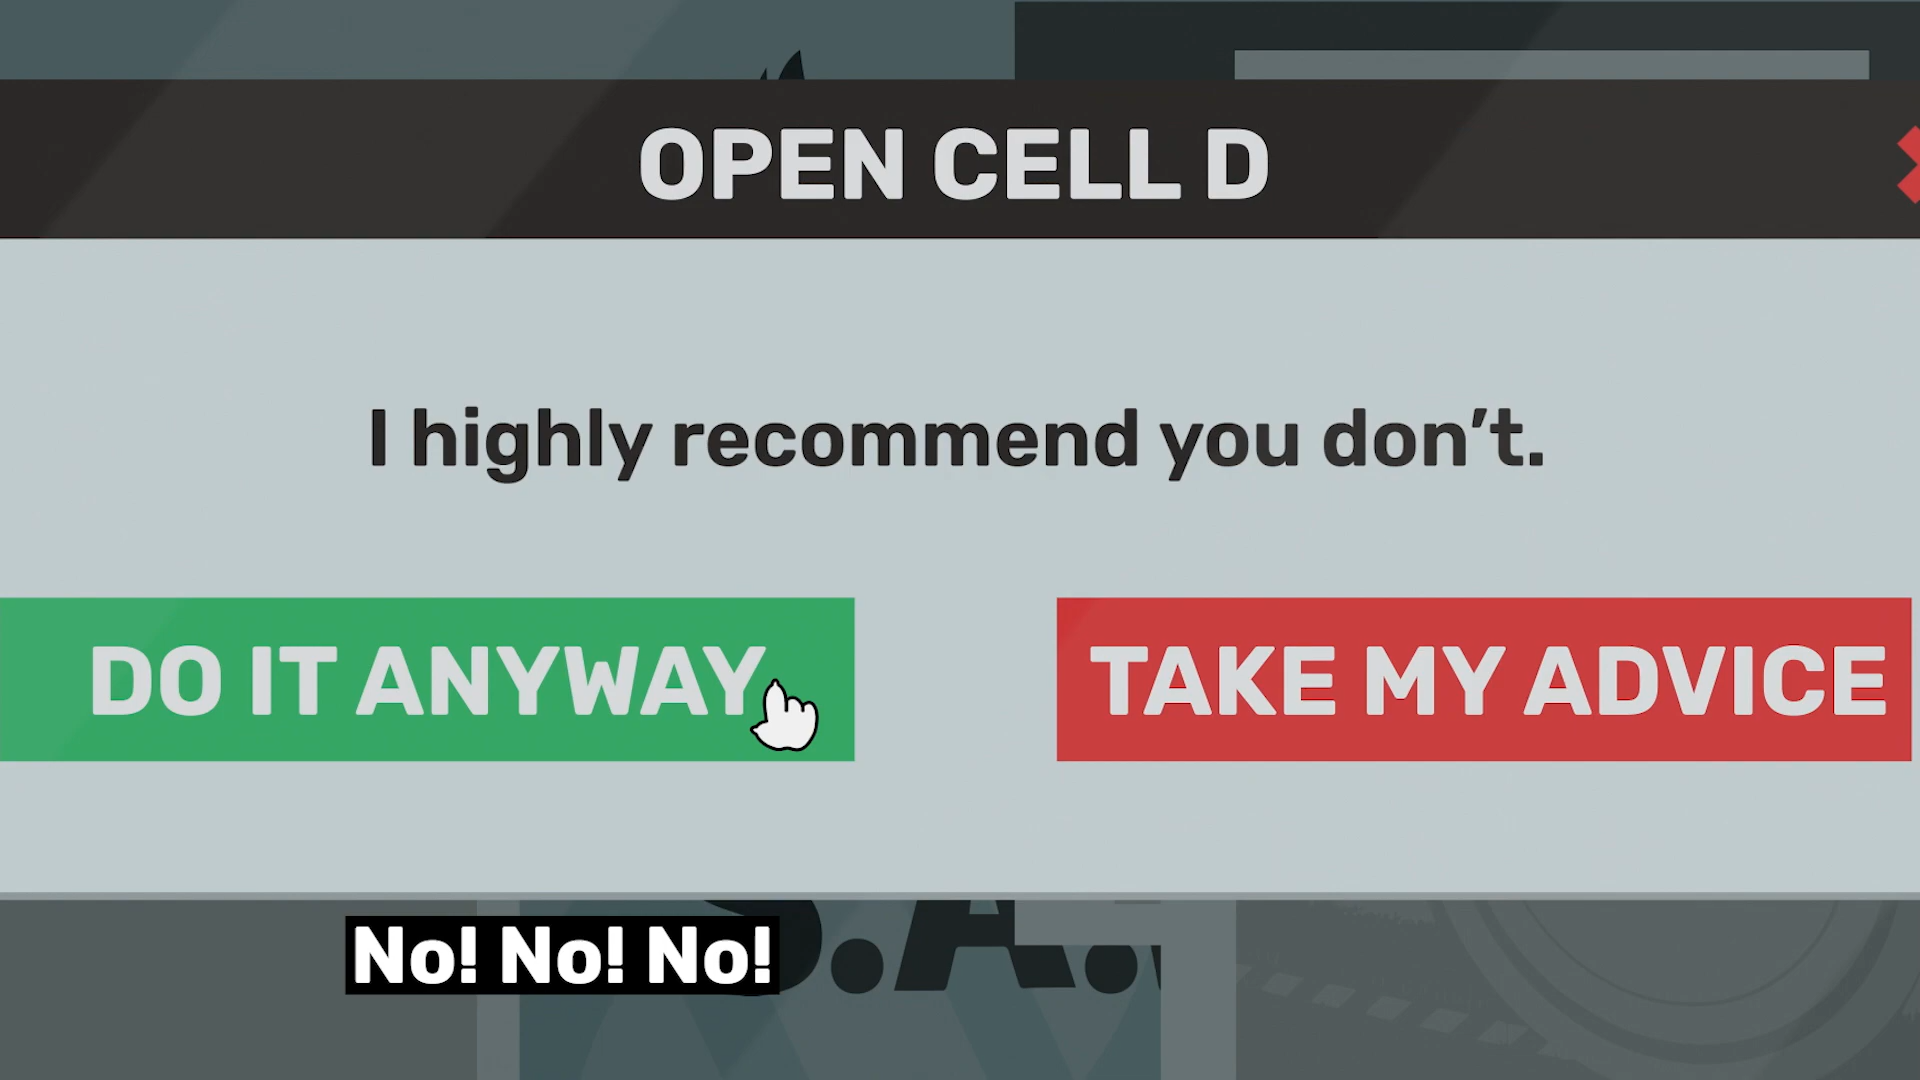 OPEN CELL D
I highly recommend you don't.
DO IT ANYWAY
TAKE MY ADVICE
No! No! No!
S.A.